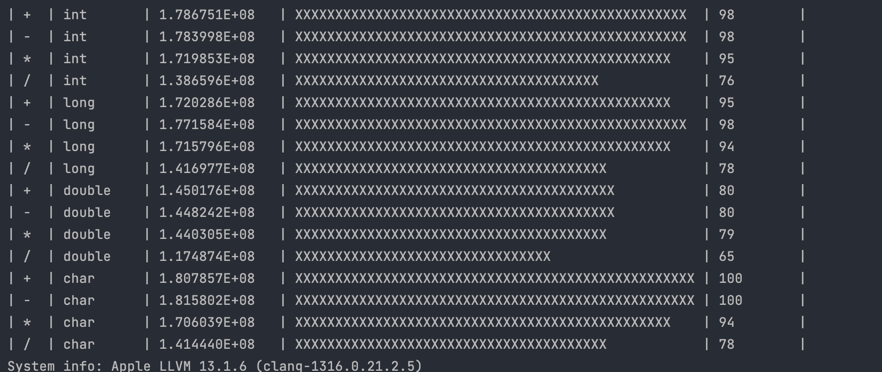 | + | int | 1.786751E+08 | XXXXXXXXXXXXXXXXXXXXXXXXXXXXXXXXXXXXXXXXXXXXXXXXX | 98 |
| - | int | 1.783998E+08 | XXXXXXXXXXXXXXXXXXXXXXXXXXXXXXXXXXXXXXXXXXXXXXXXX | 98 |
| * | int | 1.719853E+08 | XXXXXXXXXXXXXXXXXXXXXXXXXXXXXXXXXXXXXXXXXXXXXXX | 95 |
| / | int | 1.386596E+08 | XXXXXXXXXXXXXXXXXXXXXXXXXXXXXXXXXXXXXX | 76 |
| + | long | 1.720286E+08 | XXXXXXXXXXXXXXXXXXXXXXXXXXXXXXXXXXXXXXXXXXXXXXX | 95 |
| - | long | 1.771584E+08 | XXXXXXXXXXXXXXXXXXXXXXXXXXXXXXXXXXXXXXXXXXXXXXXXX | 98 |
| * | long | 1.715796E+08 | XXXXXXXXXXXXXXXXXXXXXXXXXXXXXXXXXXXXXXXXXXXXXXX | 94 |
| / | long | 1.416977E+08 | XXXXXXXXXXXXXXXXXXXXXXXXXXXXXXXXXXXXXXX | 78 |
| + | double | 1.450176E+08 | XXXXXXXXXXXXXXXXXXXXXXXXXXXXXXXXXXXXXXXX | 80 |
| - | double | 1.448242E+08 | XXXXXXXXXXXXXXXXXXXXXXXXXXXXXXXXXXXXXXXX | 80 |
| * | double | 1.440305E+08 | XXXXXXXXXXXXXXXXXXXXXXXXXXXXXXXXXXXXXXX | 79 |
| / | double | 1.174874E+08 | XXXXXXXXXXXXXXXXXXXXXXXXXXXXXXXX | 65 |
| + | char | 1.807857E+08 | XXXXXXXXXXXXXXXXXXXXXXXXXXXXXXXXXXXXXXXXXXXXXXXXXX | 100 |
| - | char | 1.815802E+08 | XXXXXXXXXXXXXXXXXXXXXXXXXXXXXXXXXXXXXXXXXXXXXXXXXX | 100 |
| * | char | 1.706039E+08 | XXXXXXXXXXXXXXXXXXXXXXXXXXXXXXXXXXXXXXXXXXXXXXX | 94 |
| / | char | 1.414440E+08 | XXXXXXXXXXXXXXXXXXXXXXXXXXXXXXXXXXXXXXX | 78 |
System info: Apple LLVM 13.1.6 (clang-1316.0.21.2.5)